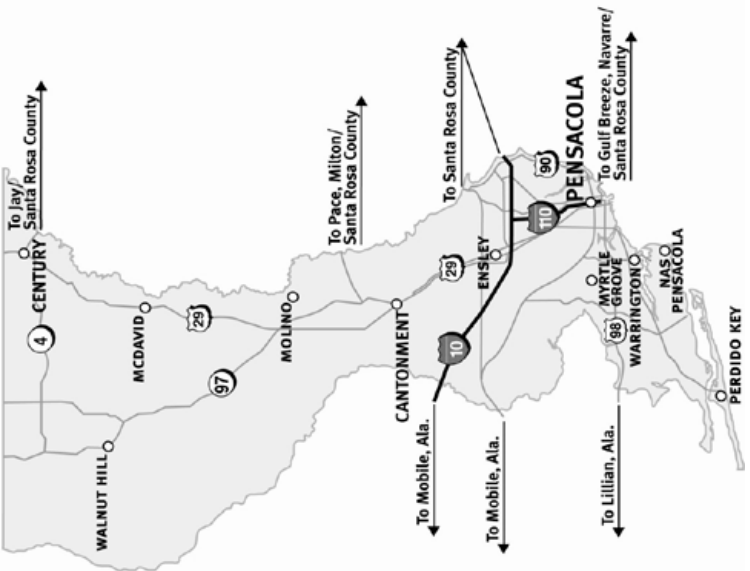 To Jay/
Santa Rosa County
CENTURY
4
MCDAVID
29
WALNUT HILL
97
MOLINO
To Pace, Milton/
Santa Rosa County
CANTONMENT
To Santa Rosa County
29
ENSLEY
10
90
To Mobile, Ala.
110
PENSACOLA
To Mobile, Ala.
To Gulf Breeze, Navarre/
Santa Rosa County
MYRTLE
GROVE
98
WARRINGTON
NAS
PENSACOLA
To Lillian, Ala.
PERDIDO KEY